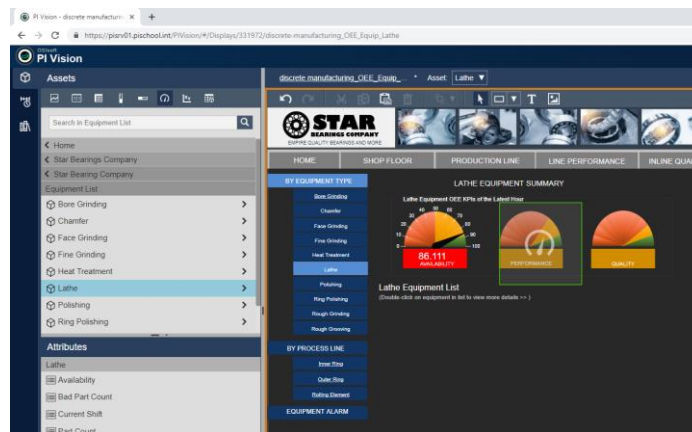 PI Vision - discrete manufacturin
https://pisrv01.pischool.int/PIVision/#/Displays/331972/discrete-manufacturing_OEE_Equip_Lathe
OSIsoft
PI Vision
Assets
Search in Equipment List
Home
Star Bearings Company
Star Bearing Company
Equipment List
Bore Grinding
Chamfer
Face Grinding
Fine Grinding
Heat Treatment
Lathe
Polishing
Ring Polishing
Attributes
Lathe
Availability
Bad Part Count
Current Shift
Part Count
discrete manufacturing_OEE_Equip_... * Asset: Lathe
STAR
BEARINGS COMPANY
EMPIRE QUALITY BEARINGS AND MORE
HOME SHOP FLOOR PRODUCTION LINE LINE PERFORMANCE INLINE QUA
BY EQUIPMENT TYPE
Bore Grinding
Chamfer
Face Grinding
Fine Grinding
Heat Treatment
Lathe
Polishing
Ring Polishing
Rough Grinding
Rough Grooving
BY PROCESS LINE
Inner Ring
Outer Ring
Rolling Element
EQUIPMENT ALARM
LATHE EQUIPMENT SUMMARY
Lathe Equipment OEE KPIs of the Latest Hour
86.111
AVAILABILITY
PERFORMANCE
QUALITY
Lathe Equipment List
(Double-click on equipment in list to view more details >> )